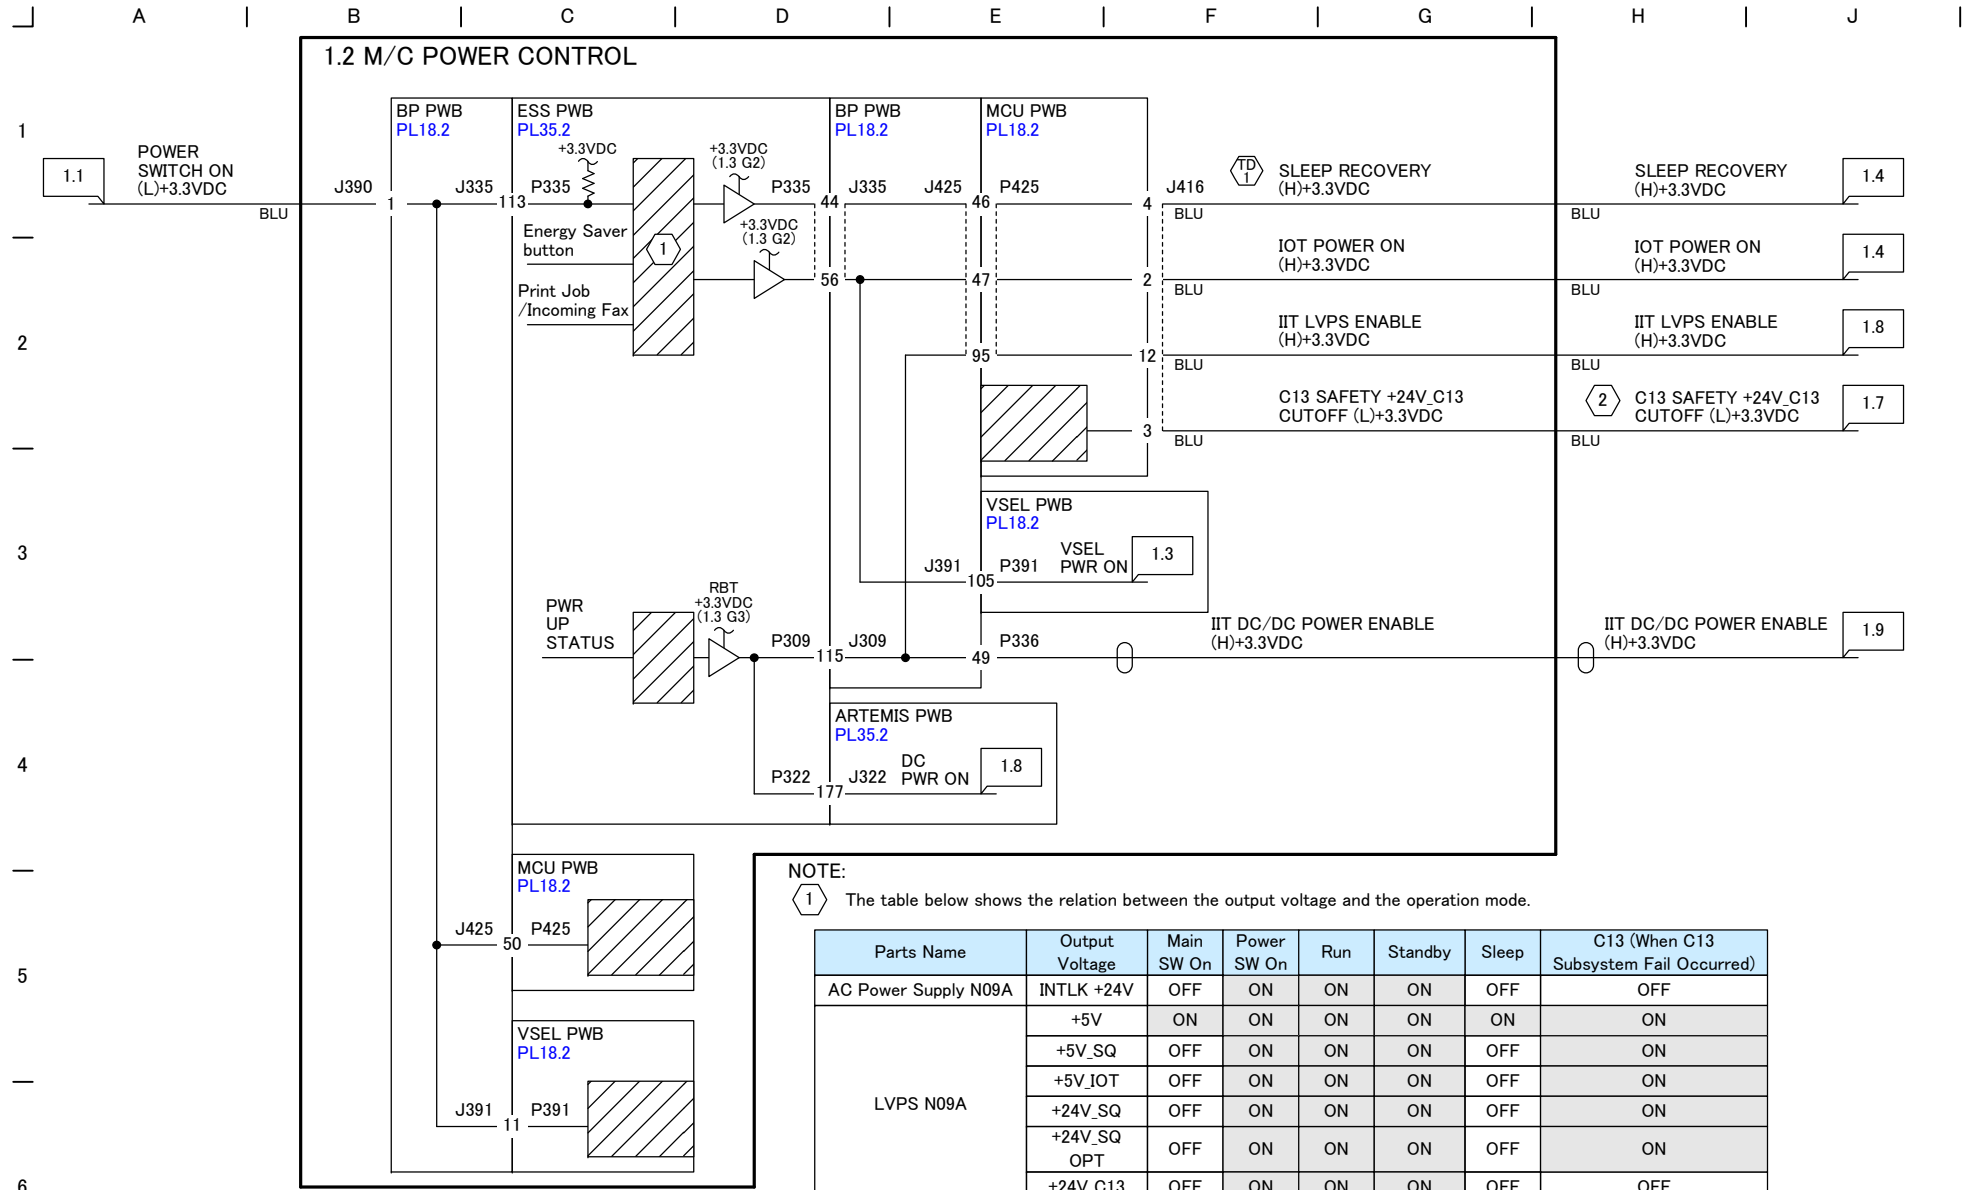 A B C D E F G H J
1.2 M/C POWER CONTROL
1
2
3
4
5
6
1.1
POWER
SWITCH ON
(L)+3.3VDC
BLU
J390
1
BP PWB
PL18.2
J335
113
P335
ESS PWB
PL35.2
+3.3VDC
Energy Saver
button
Print Job
/Incoming Fax
1
+3.3VDC
(1.3 G2)
+3.3VDC
(1.3 G2)
P335
44
J335
56
BP PWB
PL18.2
J425
46
P425
47
95
MCU PWB
PL18.2
J416
4
BLU
TD
1
SLEEP RECOVERY
(H)+3.3VDC
BLU
SLEEP RECOVERY
(H)+3.3VDC
1.4
2
BLU
IOT POWER ON
(H)+3.3VDC
BLU
IOT POWER ON
(H)+3.3VDC
1.4
12
BLU
IIT LVPS ENABLE
(H)+3.3VDC
BLU
IIT LVPS ENABLE
(H)+3.3VDC
1.8
3
BLU
C13 SAFETY +24V_C13
CUTOFF (L)+3.3VDC
BLU
2
C13 SAFETY +24V_C13
CUTOFF (L)+3.3VDC
1.7
VSEL PWB
PL18.2
J391
105
P391
VSEL
PWR ON
1.3
PWR
UP
STATUS
RBT
+3.3VDC
(1.3 G3)
P309
115
J309
49
P336
IIT DC/DC POWER ENABLE
(H)+3.3VDC
IIT DC/DC POWER ENABLE
(H)+3.3VDC
1.9
ARTEMIS PWB
PL35.2
P322
177
J322
DC
PWR ON
1.8
MCU PWB
PL18.2
J425
50
P425
VSEL PWB
PL18.2
J391
11
P391
NOTE:
1 The table below shows the relation between the output voltage and the operation mode.
Parts Name | Output Voltage | Main SW On | Power SW On | Run | Standby | Sleep | C13 (When C13 Subsystem Fail Occurred)
AC Power Supply N09A | INTLK +24V | OFF | ON | ON | ON | OFF | OFF
LVPS N09A | +5V | ON | ON | ON | ON | ON | ON
+5V_SQ | OFF | ON | ON | ON | OFF | ON
+5V_IOT | OFF | ON | ON | ON | OFF | ON
+24V_SQ | OFF | ON | ON | ON | OFF | ON
+24V_SQ OPT | OFF | ON | ON | ON | OFF | ON
+24V_C13 | OFF | ON | ON | ON | OFF | OFF